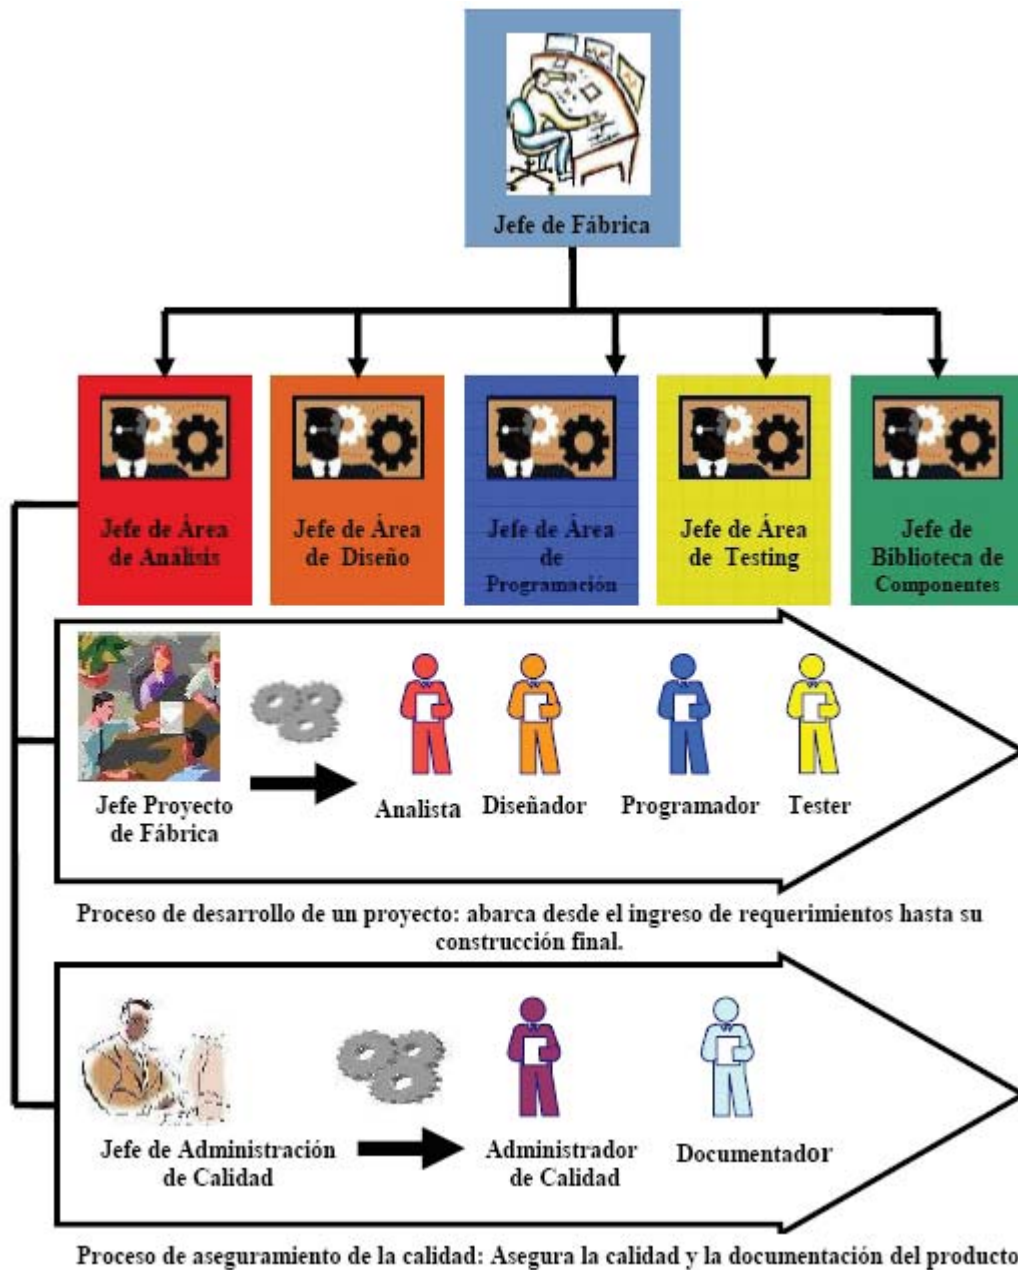 Jefe de Fábrica
Jefe de Área
de Análisis
Jefe de Área
de Diseño
Jefe de Área
de
Programación
Jefe de Área
de Testing
Jefe de
Biblioteca de
Componentes
Jefe Proyecto
de Fábrica
Analista
Diseñador
Programador
Tester
Proceso de desarrollo de un proyecto: abarca desde el ingreso de requerimientos hasta su
construcción final.
Jefe de Administración
de Calidad
Administrador
de Calidad
Documentador
Proceso de aseguramiento de la calidad: Asegura la calidad y la documentación del producto